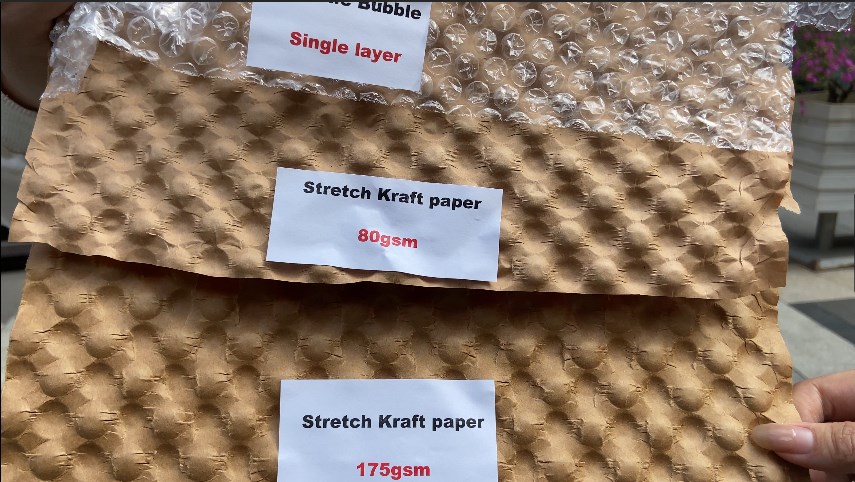 Bubble
Single layer
Stretch Kraft paper
80gsm
Stretch Kraft paper
175gsm